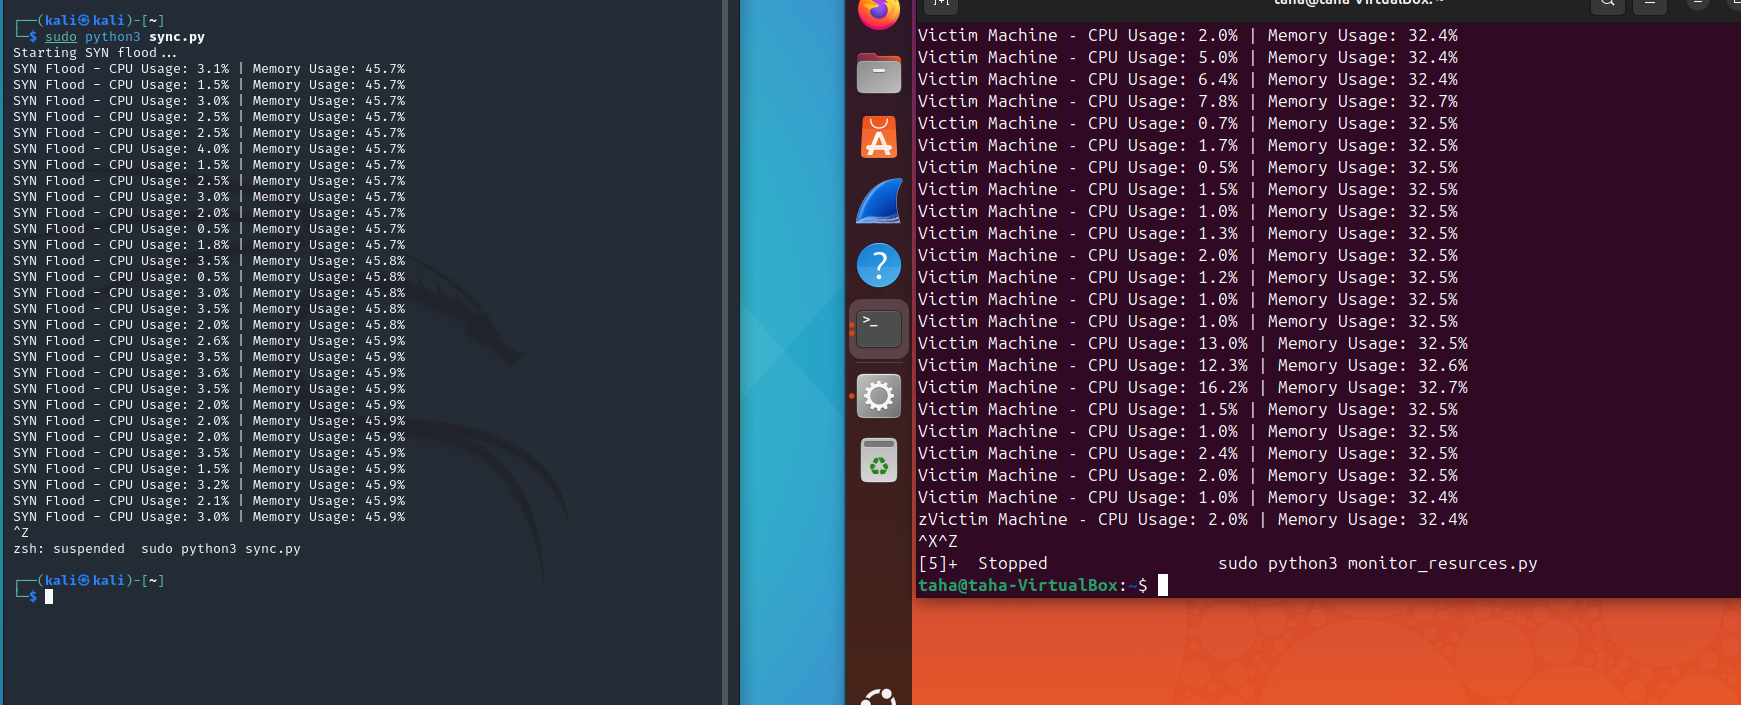 ┌──(kali㉿kali)-[~]
└─$ sudo python3 sync.py
Starting SYN flood...
SYN Flood - CPU Usage: 3.1% | Memory Usage: 45.7%
SYN Flood - CPU Usage: 1.5% | Memory Usage: 45.7%
SYN Flood - CPU Usage: 3.0% | Memory Usage: 45.7%
SYN Flood - CPU Usage: 2.5% | Memory Usage: 45.7%
SYN Flood - CPU Usage: 2.5% | Memory Usage: 45.7%
SYN Flood - CPU Usage: 4.0% | Memory Usage: 45.7%
SYN Flood - CPU Usage: 1.5% | Memory Usage: 45.7%
SYN Flood - CPU Usage: 2.5% | Memory Usage: 45.7%
SYN Flood - CPU Usage: 3.0% | Memory Usage: 45.7%
SYN Flood - CPU Usage: 2.0% | Memory Usage: 45.7%
SYN Flood - CPU Usage: 0.5% | Memory Usage: 45.7%
SYN Flood - CPU Usage: 1.8% | Memory Usage: 45.7%
SYN Flood - CPU Usage: 3.5% | Memory Usage: 45.8%
SYN Flood - CPU Usage: 0.5% | Memory Usage: 45.8%
SYN Flood - CPU Usage: 3.0% | Memory Usage: 45.8%
SYN Flood - CPU Usage: 3.5% | Memory Usage: 45.8%
SYN Flood - CPU Usage: 2.0% | Memory Usage: 45.8%
SYN Flood - CPU Usage: 2.6% | Memory Usage: 45.9%
SYN Flood - CPU Usage: 3.5% | Memory Usage: 45.9%
SYN Flood - CPU Usage: 3.6% | Memory Usage: 45.9%
SYN Flood - CPU Usage: 3.5% | Memory Usage: 45.9%
SYN Flood - CPU Usage: 2.0% | Memory Usage: 45.9%
SYN Flood - CPU Usage: 2.0% | Memory Usage: 45.9%
SYN Flood - CPU Usage: 2.0% | Memory Usage: 45.9%
SYN Flood - CPU Usage: 3.5% | Memory Usage: 45.9%
SYN Flood - CPU Usage: 1.5% | Memory Usage: 45.9%
SYN Flood - CPU Usage: 3.2% | Memory Usage: 45.9%
SYN Flood - CPU Usage: 2.1% | Memory Usage: 45.9%
SYN Flood - CPU Usage: 3.0% | Memory Usage: 45.9%
^Z
zsh: suspended  sudo python3 sync.py
┌──(kali㉿kali)-[~]
└─$
taha@taha-VirtualBox: ~
Victim Machine - CPU Usage: 2.0% | Memory Usage: 32.4%
Victim Machine - CPU Usage: 5.0% | Memory Usage: 32.4%
Victim Machine - CPU Usage: 6.4% | Memory Usage: 32.4%
Victim Machine - CPU Usage: 7.8% | Memory Usage: 32.7%
Victim Machine - CPU Usage: 0.7% | Memory Usage: 32.5%
Victim Machine - CPU Usage: 1.7% | Memory Usage: 32.5%
Victim Machine - CPU Usage: 0.5% | Memory Usage: 32.5%
Victim Machine - CPU Usage: 1.5% | Memory Usage: 32.5%
Victim Machine - CPU Usage: 1.0% | Memory Usage: 32.5%
Victim Machine - CPU Usage: 1.3% | Memory Usage: 32.5%
Victim Machine - CPU Usage: 2.0% | Memory Usage: 32.5%
Victim Machine - CPU Usage: 1.2% | Memory Usage: 32.5%
Victim Machine - CPU Usage: 1.0% | Memory Usage: 32.5%
Victim Machine - CPU Usage: 1.0% | Memory Usage: 32.5%
Victim Machine - CPU Usage: 13.0% | Memory Usage: 32.5%
Victim Machine - CPU Usage: 12.3% | Memory Usage: 32.6%
Victim Machine - CPU Usage: 16.2% | Memory Usage: 32.7%
Victim Machine - CPU Usage: 1.5% | Memory Usage: 32.5%
Victim Machine - CPU Usage: 1.0% | Memory Usage: 32.5%
Victim Machine - CPU Usage: 2.4% | Memory Usage: 32.5%
Victim Machine - CPU Usage: 2.0% | Memory Usage: 32.5%
Victim Machine - CPU Usage: 1.0% | Memory Usage: 32.4%
zVictim Machine - CPU Usage: 2.0% | Memory Usage: 32.4%
^X^Z
[5]+  Stopped                 sudo python3 monitor_resurces.py
taha@taha-VirtualBox:~$